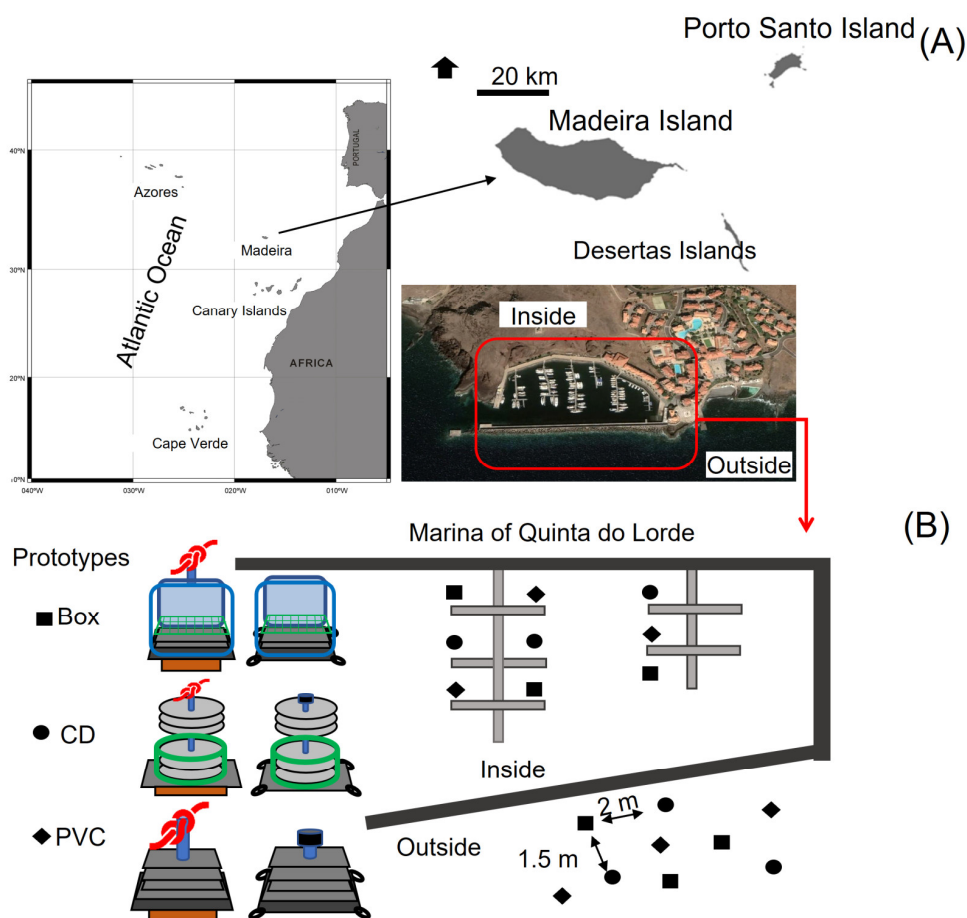 Porto Santo Island
(A)
20 km
Madeira Island
Desertas Islands
40°N
30°N
20°N
10°N
040°W
030°W
020°W
010°W
PORTUGAL
Azores
Madeira
Atlantic Ocean
Canary Islands
AFRICA
Cape Verde
Inside
Outside
(B)
Marina of Quinta do Lorde
Prototypes
Box
CD
PVC
Inside
Outside
2 m
1.5 m